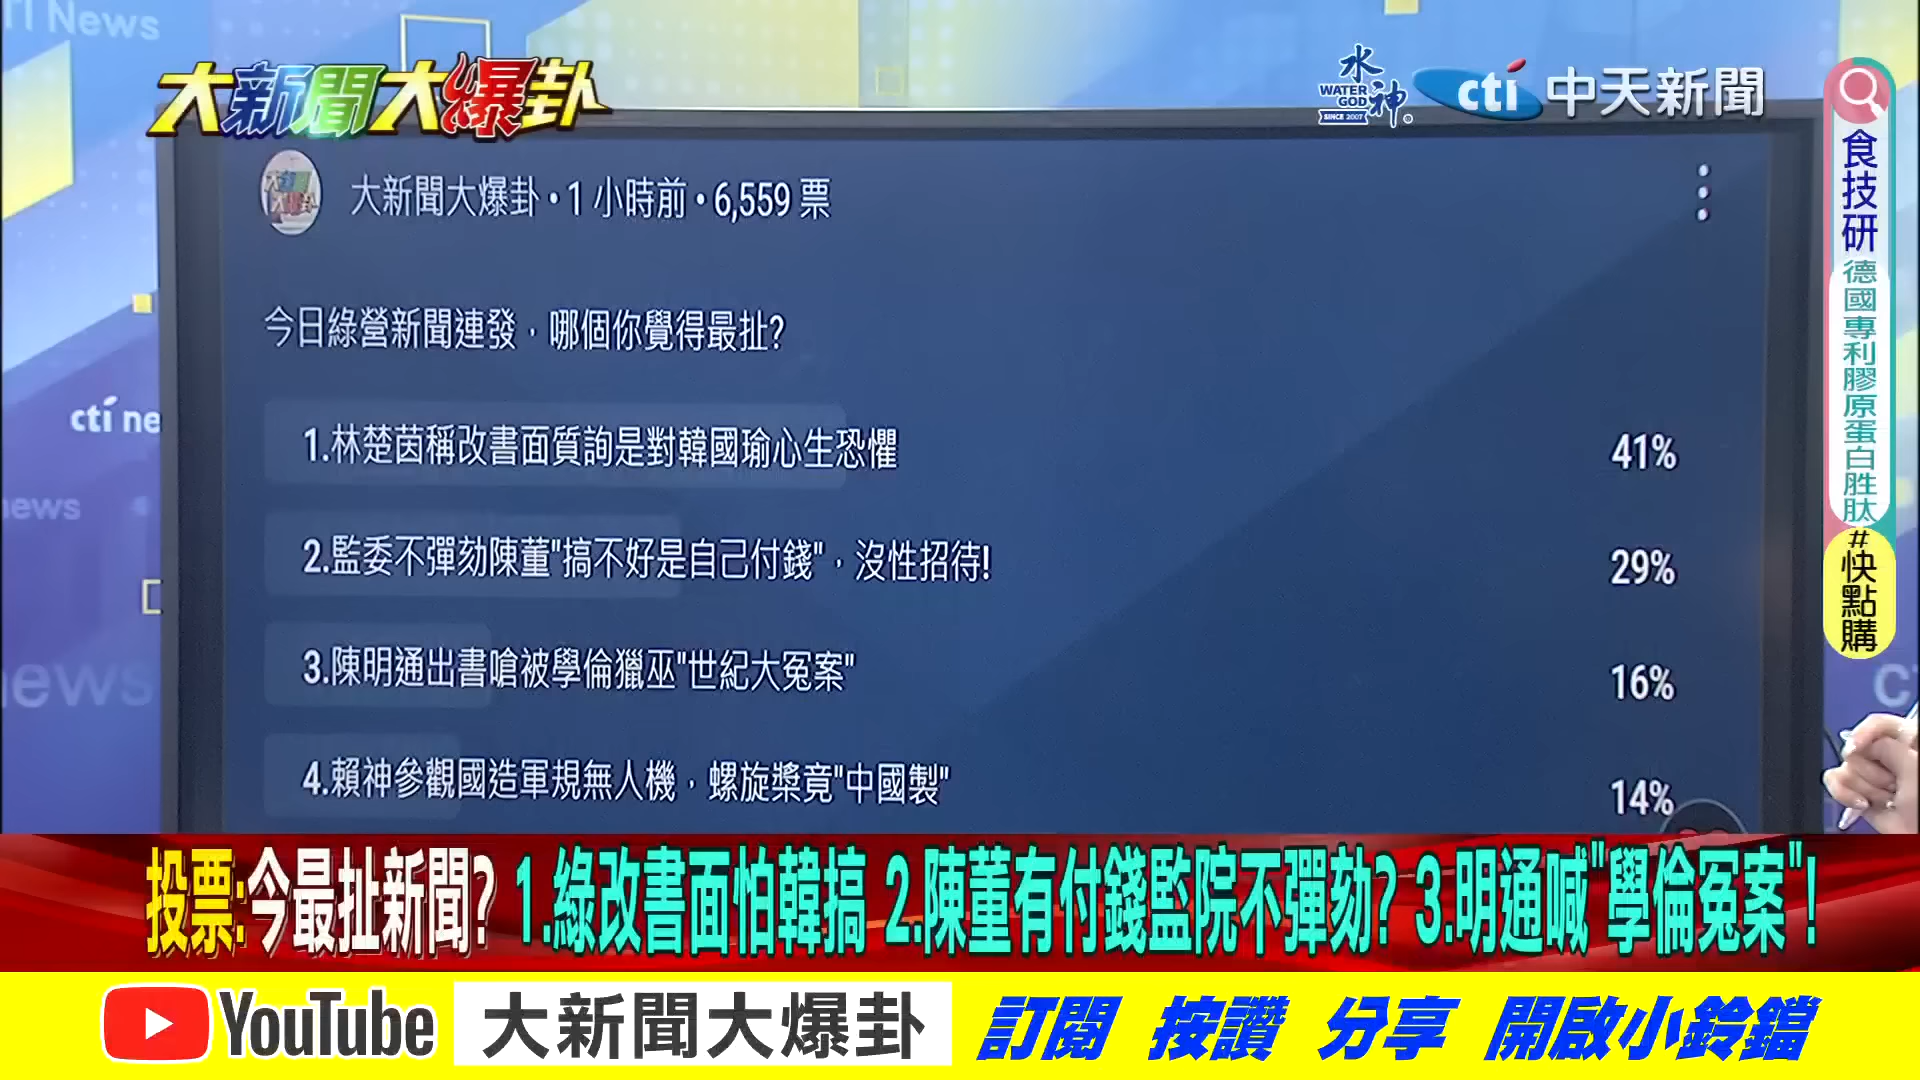 TI News
大新聞大爆卦
水神
WATER GOD
SINCE 2007
cti 中天新聞
食技研
德國專利膠原蛋白胜肽
#快點購
大新聞大爆卦 • 1 小時前 • 6,559 票
今日綠營新聞連發，哪個你覺得最扯?
1.林楚茵稱改書面質詢是對韓國瑜心生恐懼 41%
2.監委不彈劾陳董"搞不好是自己付錢"，沒性招待! 29%
3.陳明通出書嗆被學倫獵巫"世紀大冤案" 16%
4.賴神參觀國造軍規無人機，螺旋槳竟"中國製" 14%
cti ne
news
news
投票:今最扯新聞? 1.綠改書面怕韓搞 2.陳董有付錢監院不彈劾? 3.明通喊"學倫冤案"!
YouTube 大新聞大爆卦 訂閱 按讚 分享 開啟小鈴鐺